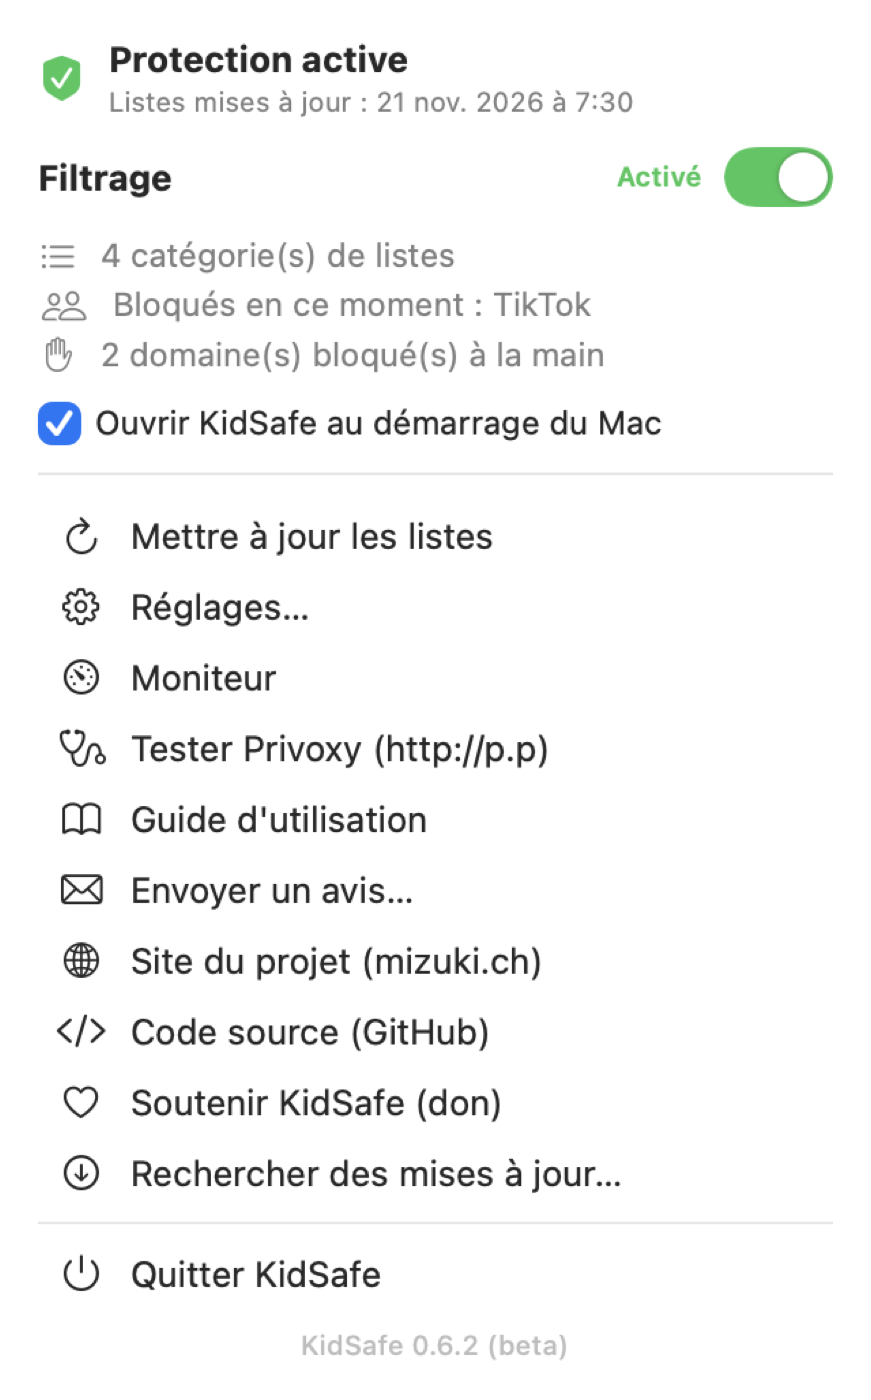 Protection active
Listes mises à jour : 21 nov. 2026 à 7:30
Filtrage
Activé
4 catégorie(s) de listes
Bloqués en ce moment : TikTok
2 domaine(s) bloqué(s) à la main
Ouvrir KidSafe au démarrage du Mac
Mettre à jour les listes
Réglages...
Moniteur
Tester Privoxy (http://p.p)
Guide d'utilisation
Envoyer un avis...
Site du projet (mizuki.ch)
Code source (GitHub)
Soutenir KidSafe (don)
Rechercher des mises à jour...
Quitter KidSafe
KidSafe 0.6.2 (beta)